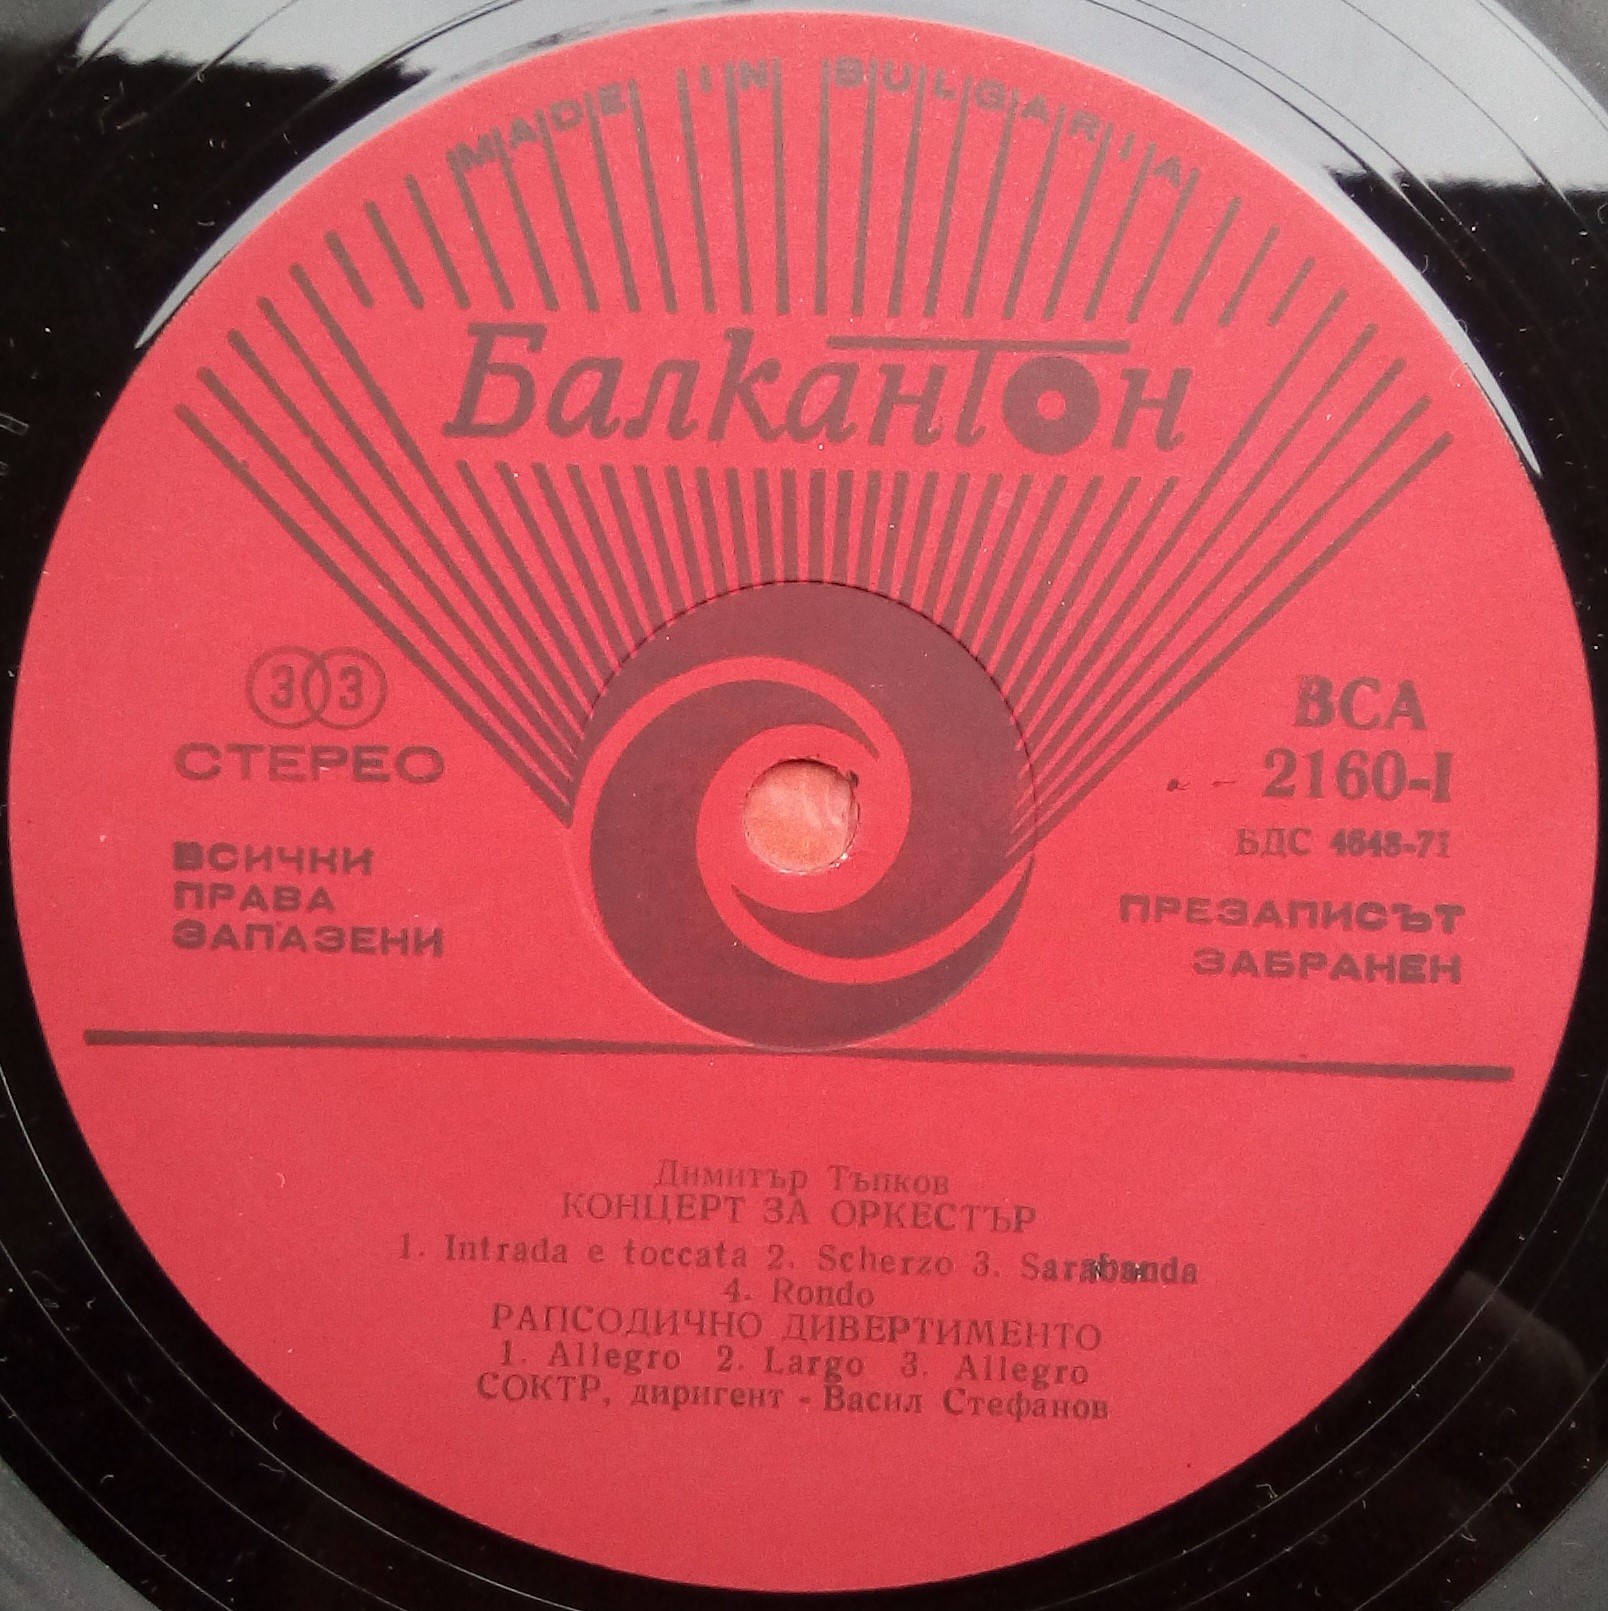 MADE IN BULGARIA
Балкантон
33
СТЕРЕО
ВСИЧКИ
ПРАВА
ЗАПАЗЕНИ
ВСА
2160-I
БДС 4648-71
ПРЕЗАПИСЪТ
ЗАБРАНЕН
Димитър Тъпков
КОНЦЕРТ ЗА ОРКЕСТЪР
1. Intrada e toccata 2. Scherzo 3. Sarabanda
4. Rondo
РАПСОДИЧНО ДИВЕРТИМЕНТО
1. Allegro 2. Largo 3. Allegro
СОКТР, диригент - Васил Стефанов